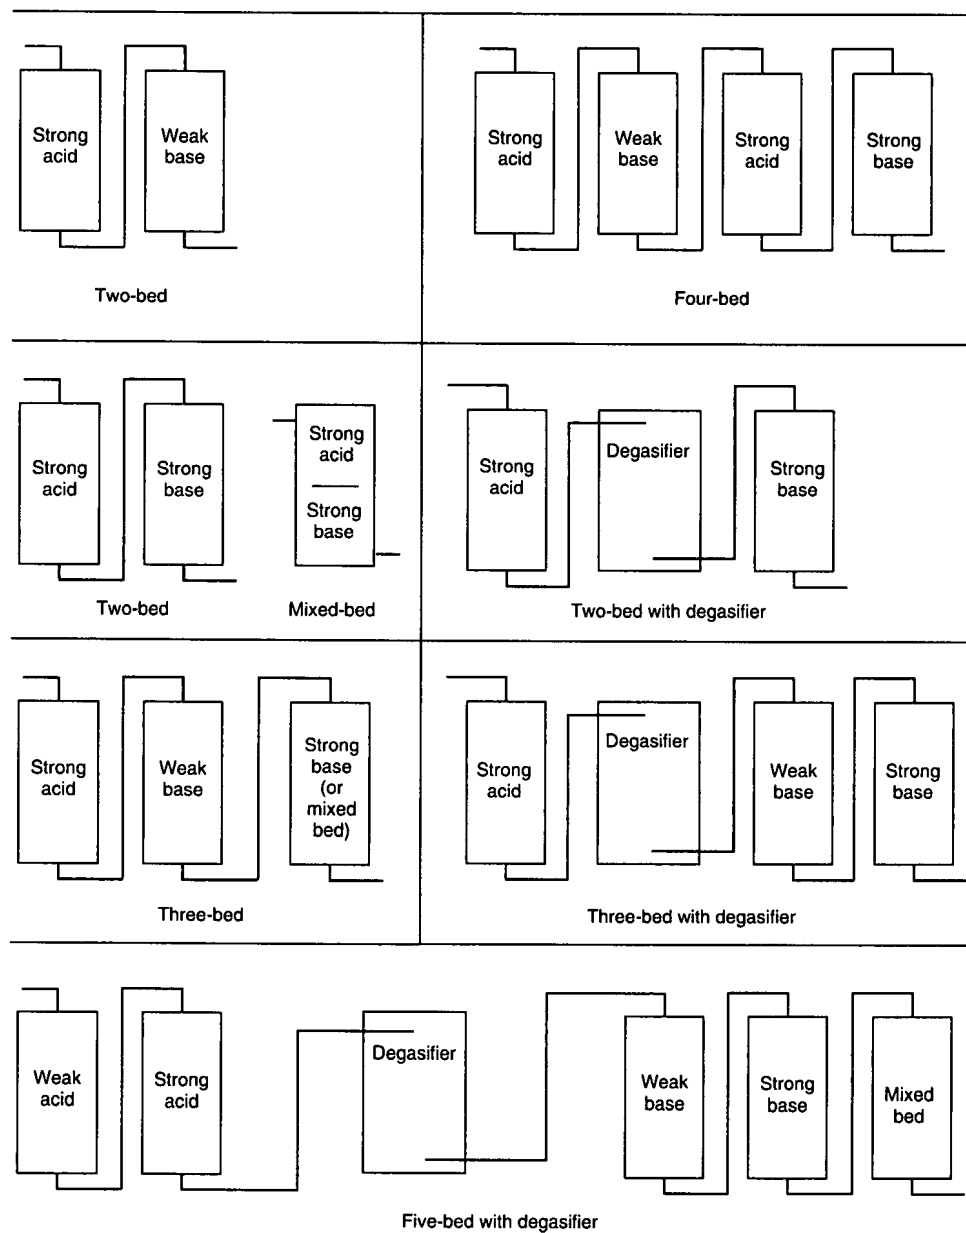 Strong
acid
Weak
base
Two-bed
Strong
acid
Weak
base
Strong
acid
Strong
base
Four-bed
Strong
acid
Strong
base
Two-bed
Strong
acid
Strong
base
Mixed-bed
Strong
acid
Degasifier
Strong
base
Two-bed with degasifier
Strong
acid
Weak
base
Strong
base
(or
mixed
bed)
Three-bed
Strong
acid
Degasifier
Weak
base
Strong
base
Three-bed with degasifier
Weak
acid
Strong
acid
Degasifier
Weak
base
Strong
base
Mixed
bed
Five-bed with degasifier